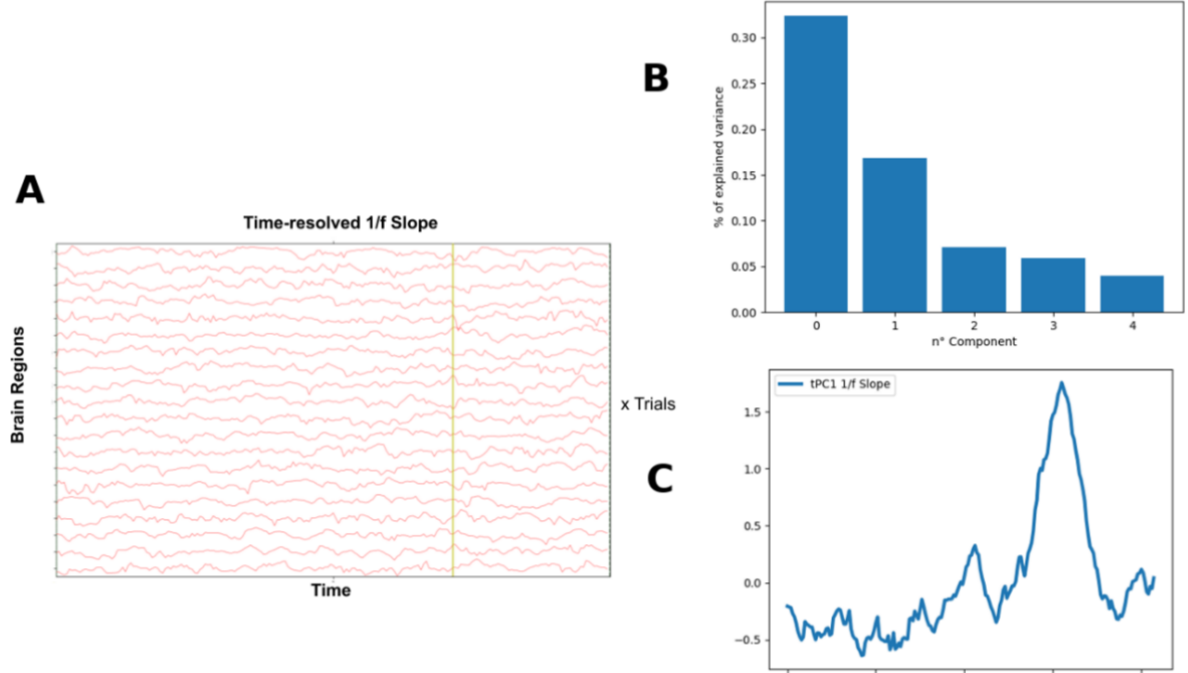 A
Time-resolved 1/f Slope
Brain Regions
Time
x Trials
B
% of explained variance
0.30
0.25
0.20
0.15
0.10
0.05
0.00
0 1 2 3 4
n° Component
C
tPC1 1/f Slope
1.5
1.0
0.5
0.0
−0.5